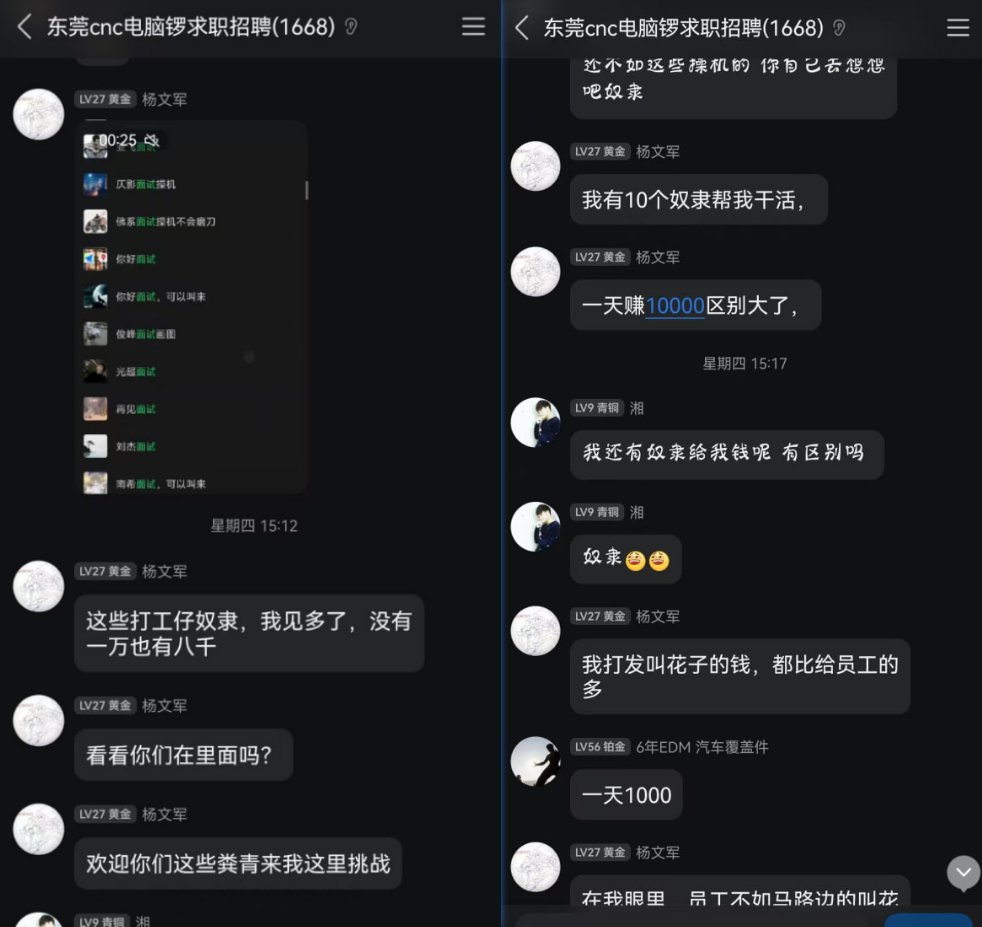 东莞cnc电脑锣求职招聘(1668)
LV27 黄金 杨文军
00:25
仄影面试操机
佛系面试操机不会磨刀
你好面试
你好面试，可以叫来
俊峰面试画图
光超面试
再见面试
刘杰面试
南希面试，可以叫来
星期四 15:12
LV27 黄金 杨文军
这些打工仔奴隶，我见多了，没有
一万也有八千
LV27 黄金 杨文军
看看你们在里面吗？
LV27 黄金 杨文军
欢迎你们这些粪青来我这里挑战
LV9 青铜 湘
东莞cnc电脑锣求职招聘(1668)
还不如这些操机的 你自己去想想
吧奴隶
LV27 黄金 杨文军
我有10个奴隶帮我干活，
LV27 黄金 杨文军
一天赚10000区别大了，
星期四 15:17
LV9 青铜 湘
我还有奴隶给我钱呢 有区别吗
LV9 青铜 湘
奴隶
LV27 黄金 杨文军
我打发叫花子的钱，都比给员工的
多
LV56 铂金 6年EDM 汽车覆盖件
一天1000
LV27 黄金 杨文军
在我眼里 员工不如马路边的叫花